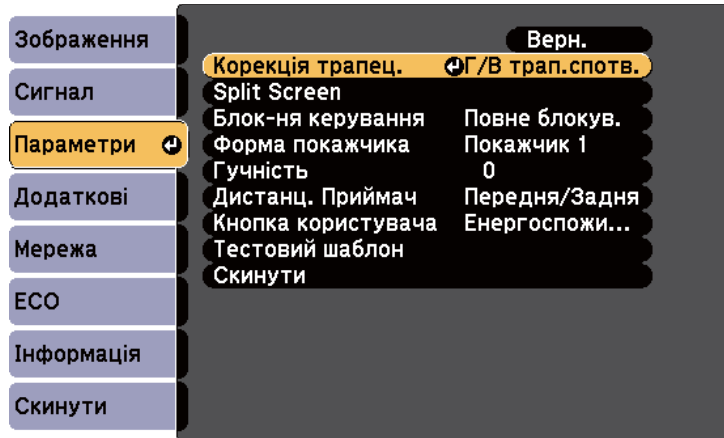 Зображення
Сигнал
Параметри
Додаткові
Мережа
ECO
Інформація
Скинути
Верн.
Корекція трапец. Г/В трап.спотв.
Split Screen
Блок-ня керування Повне блокув.
Форма покажчика Покажчик 1
Гучність 0
Дистанц. Приймач Передня/Задня
Кнопка користувача Енергоспожи...
Тестовий шаблон
Скинути